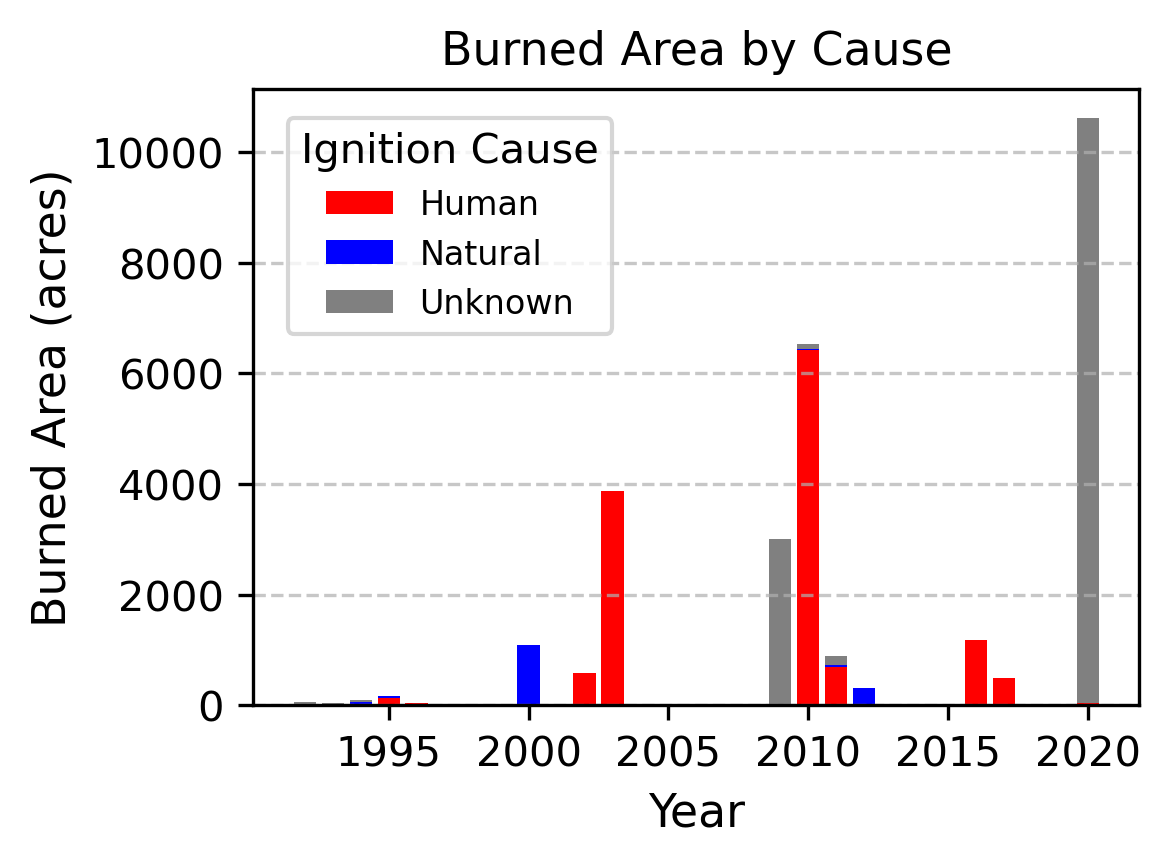 Burned Area by Cause
Burned Area (acres)
10000
8000
6000
4000
2000
0
Ignition Cause
Human
Natural
Unknown
1995 2000 2005 2010 2015 2020
Year